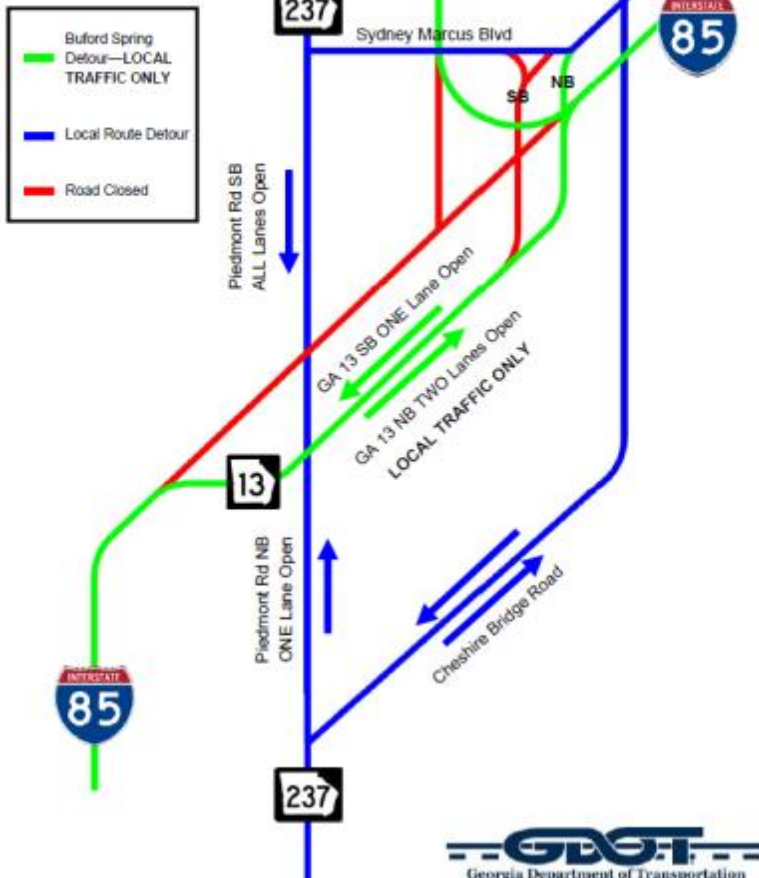 237
Sydney Marcus Blvd
INTERSTATE
85
Buford Spring
Detour—LOCAL
TRAFFIC ONLY
Local Route Detour
Road Closed
SB
NB
Piedmont Rd SB
ALL Lanes Open
GA 13 SB ONE Lane Open
GA 13 NB TWO Lanes Open
LOCAL TRAFFIC ONLY
13
Piedmont Rd NB
ONE Lane Open
Cheshire Bridge Road
INTERSTATE
85
237
GDOT
Georgia Department of Transportation